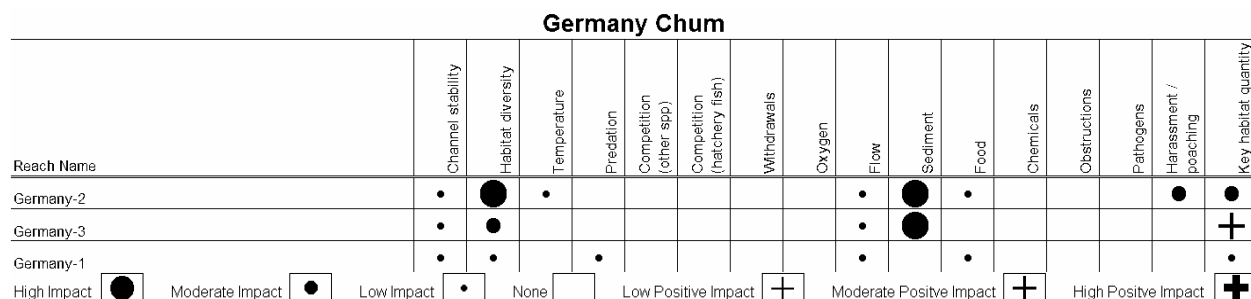 Germany Chum
Reach Name
Channel stability
Habitat diversity
Temperature
Predation
Competition
(other spp)
Competition
(hatchery fish)
Withdrawals
Oxygen
Flow
Sediment
Food
Chemicals
Obstructions
Pathogens
Harassment /
poaching
Key habitat quantity
Germany-2
Germany-3
Germany-1
High Impact Moderate Impact Low Impact None Low Positive Impact Moderate Positve Impact High Positve Impact